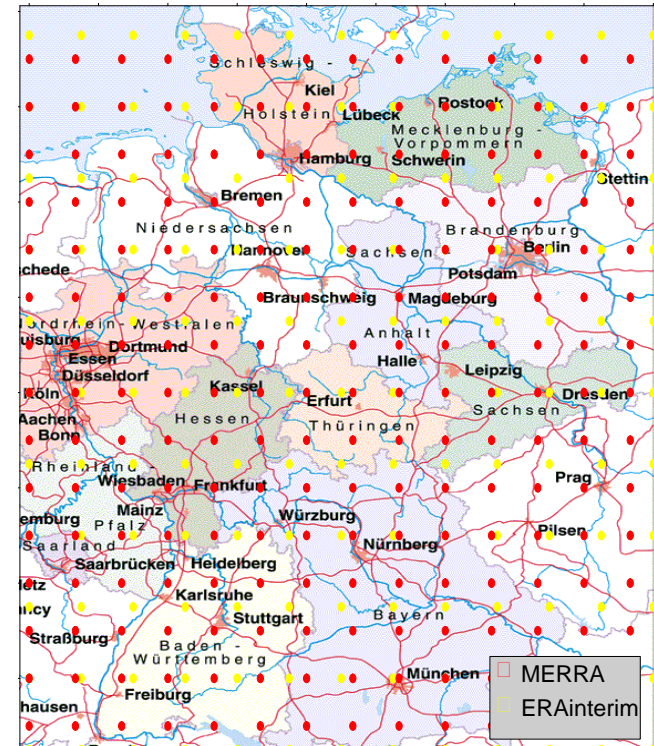 Schleswig -
Kiel
Holstein
Lübeck
Rostock
Mecklenburg -
Vorpommern
Hamburg
Schwerin
Stettin
Bremen
Niedersachsen
Brandenburg
Hannover
Sachsen
Berlin
chede
Potsdam
Braunschweig
Magdeburg
Nordrhein-Westfalen
Anhalt
uisburg
Dortmund
Essen
Halle
Leipzig
Düsseldorf
Kassel
Köln
Erfurt
Dresden
Aachen
Hessen
Sachsen
Bonn
Thüringen
Rheinland -
Wiesbaden
Frankfurt
Prag
Mainz
emburg
Pfalz
Würzburg
Pilsen
Saarland
Nürnberg
Saarbrücken
Heidelberg
Karlsruhe
Stuttgart
Bayern
Straßburg
Baden -
Württemberg
München
MERRA
Freiburg
hausen
ERAinterim